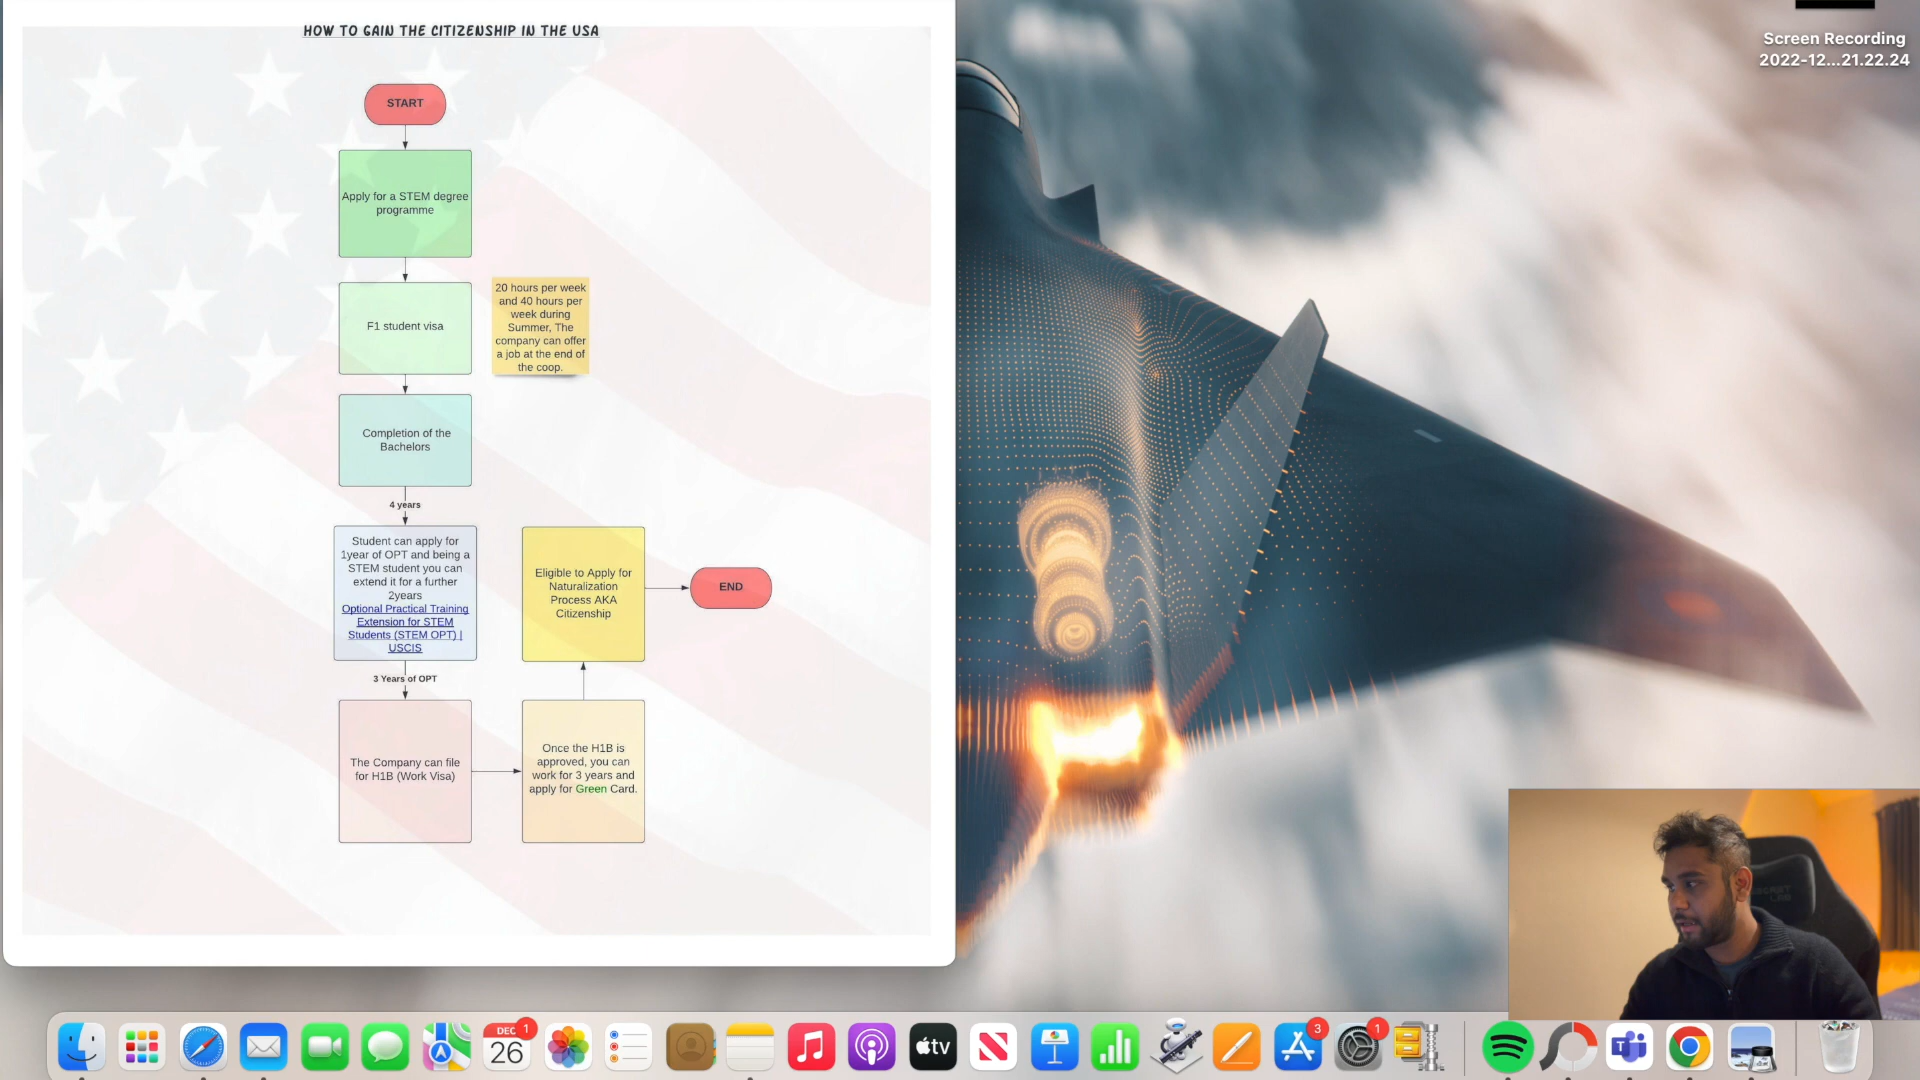 HOW TO GAIN THE CITIZENSHIP IN THE USA
START
Apply for a STEM degree
programme
F1 student visa
20 hours per week
and 40 hours per
week during
Summer, The
company can offer
a job at the end of
the coop.
Completion of the
Bachelors
4 years
Student can apply for
1year of OPT and being a
STEM student you can
extend it for a further
2years
Optional Practical Training
Extension for STEM
Students (STEM OPT) |
USCIS
3 Years of OPT
The Company can file
for H1B (Work Visa)
Once the H1B is
approved, you can
work for 3 years and
apply for Green Card.
Eligible to Apply for
Naturalization
Process AKA
Citizenship
END
Screen Recording
2022-12...21.22.24
DEC
26
1
tv
3
1